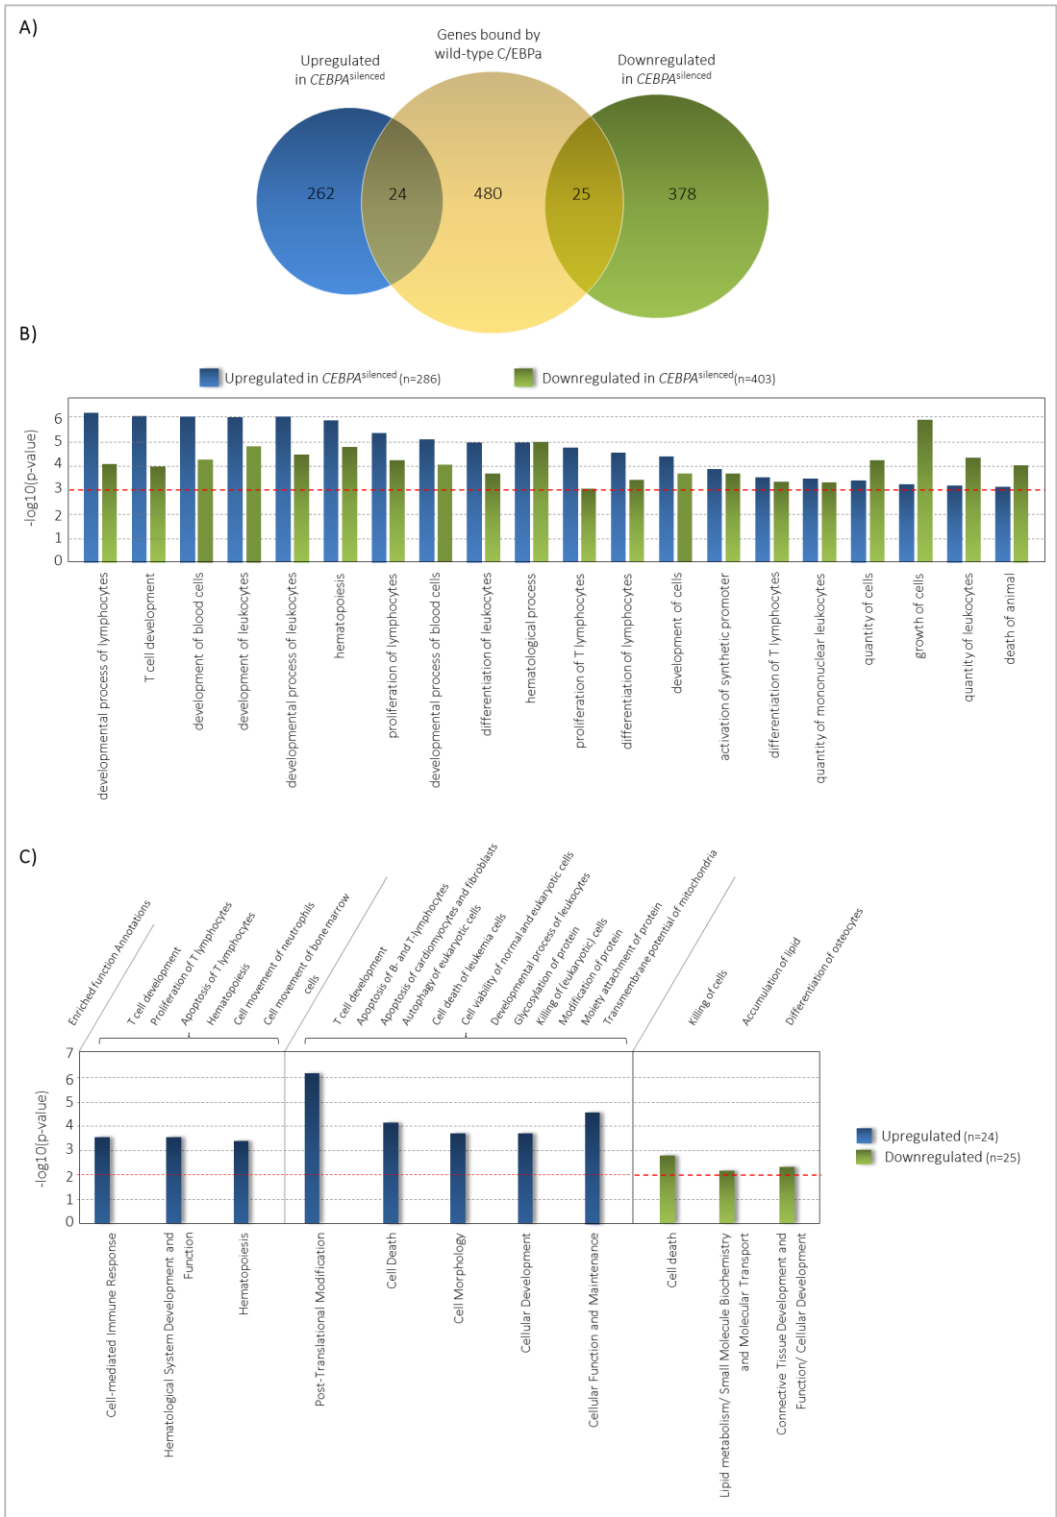 A)
Genes bound by
wild-type C/EBPa
Upregulated
in CEBPA^silenced
Downregulated
in CEBPA^silenced
262
24
480
25
378
B)
Upregulated in CEBPA^silenced (n=286)
Downregulated in CEBPA^silenced (n=403)
-log10(p-value)
6
5
4
3
2
1
0
developmental process of lymphocytes
T cell development
development of blood cells
development of leukocytes
developmental process of leukocytes
hematopoiesis
proliferation of lymphocytes
developmental process of blood cells
differentiation of leukocytes
hematological process
proliferation of T lymphocytes
differentiation of lymphocytes
development of cells
activation of synthetic promoter
differentiation of T lymphocytes
quantity of mononuclear leukocytes
quantity of cells
growth of cells
quantity of leukocytes
death of animal
C)
Enriched function Annotations
T cell development
Proliferation of T lymphocytes
Apoptosis of T lymphocytes
Hematopoiesis
Cell movement of neutrophils
Cell movement of bone marrow
cells
T cell development
Apoptosis of B- and T-lymphocytes
Apoptosis of cardiomyocytes and fibroblasts
Autophagy of eukaryotic cells
Cell death of leukemia cells
Cell viability of normal and eukaryotic cells
Developmental process of leukocytes
Glycosylation of protein
Killing of (eukaryotic) cells
Modification of protein
Moiety attachment of protein
Transmembrane potential of mitochondria
Killing of cells
Accumulation of lipid
Differentiation of osteocytes
-log10(p-value)
7
6
5
4
3
2
1
0
Upregulated (n=24)
Downregulated (n=25)
Cell-mediated Immune Response
Hematological System Development and
Function
Hematopoiesis
Post-Translational Modification
Cell Death
Cell Morphology
Cellular Development
Cellular Function and Maintenance
Cell death
Lipid metabolism/ Small Molecule Biochemistry
and Molecular Transport
Connective Tissue Development and
Function/ Cellular Development